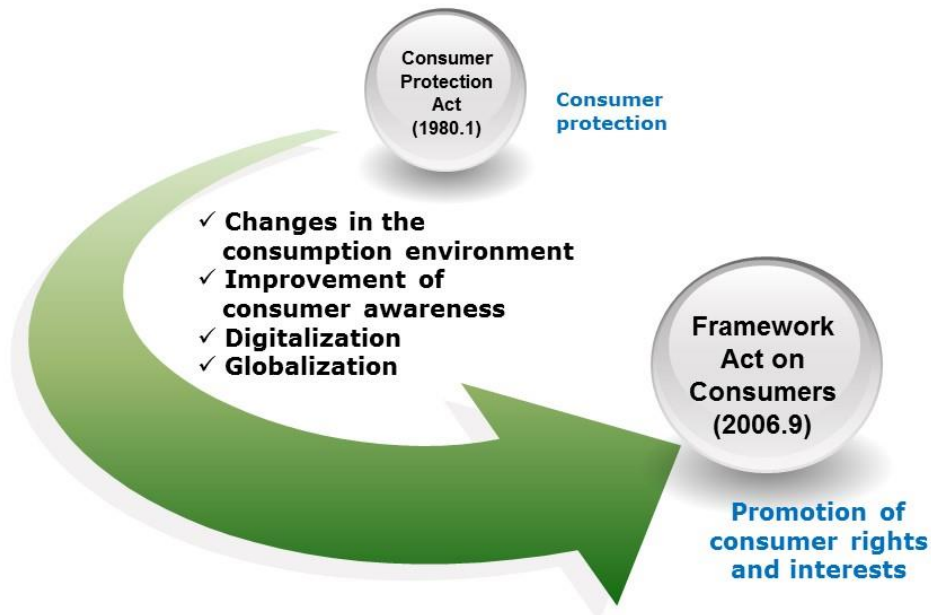 Consumer
Protection
Act
(1980.1)
Consumer
protection
✓ Changes in the
consumption environment
✓ Improvement of
consumer awareness
✓ Digitalization
✓ Globalization
Framework
Act on
Consumers
(2006.9)
Promotion of
consumer rights
and interests